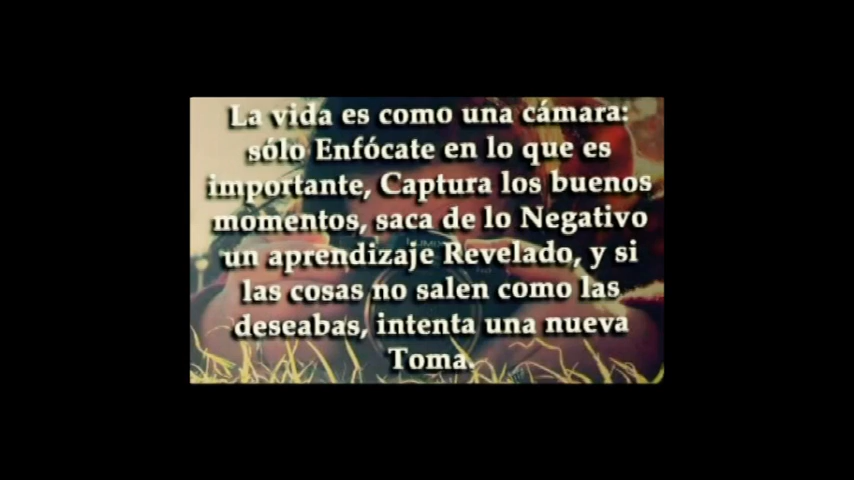 La vida es como una cámara:
sólo Enfócate en lo que es
importante, Captura los buenos
momentos, saca de lo Negativo
un aprendizaje Revelado, y si
las cosas no salen como las
deseabas, intenta una nueva
Toma.